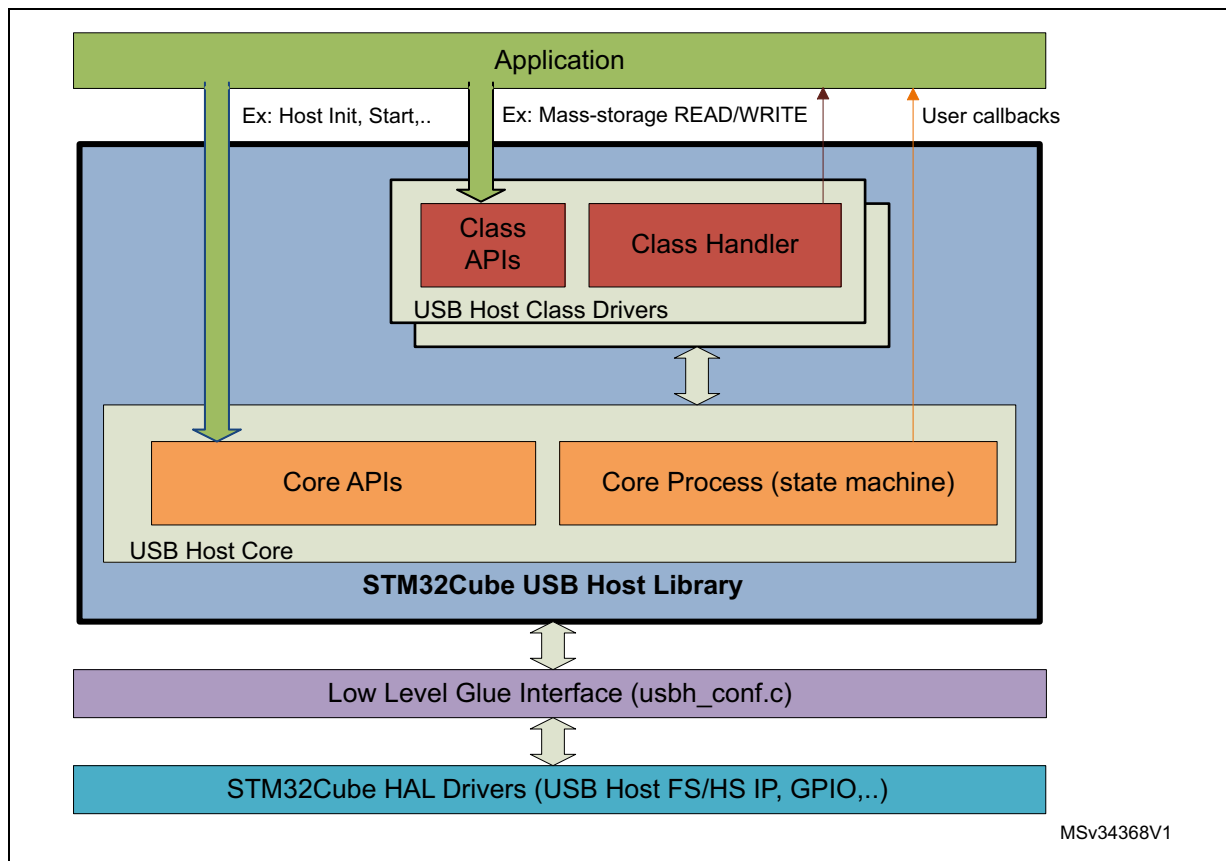 Application
Ex: Host Init, Start,..
Ex: Mass-storage READ/WRITE
User callbacks
Class
APIs
Class Handler
USB Host Class Drivers
Core APIs
Core Process (state machine)
USB Host Core
STM32Cube USB Host Library
Low Level Glue Interface (usbh_conf.c)
STM32Cube HAL Drivers (USB Host FS/HS IP, GPIO,..)
MSv34368V1